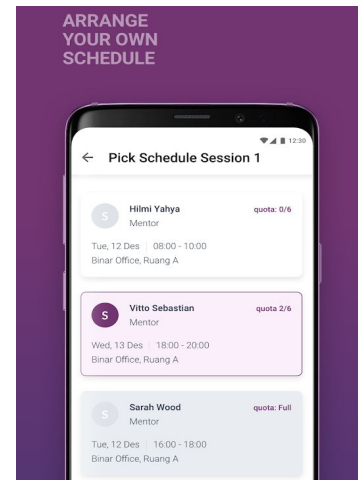 ARRANGE
YOUR OWN
SCHEDULE
12:30
← Pick Schedule Session 1
S
Hilmi Yahya
quota: 0/6
Mentor
Tue, 12 Des | 08:00 - 10:00
Binar Office, Ruang A
S
Vitto Sebastian
quota 2/6
Mentor
Wed, 13 Des | 18:00 - 20:00
Binar Office, Ruang A
S
Sarah Wood
quota: Full
Mentor
Tue, 12 Des | 16:00 - 18:00
Binar Office, Ruang A